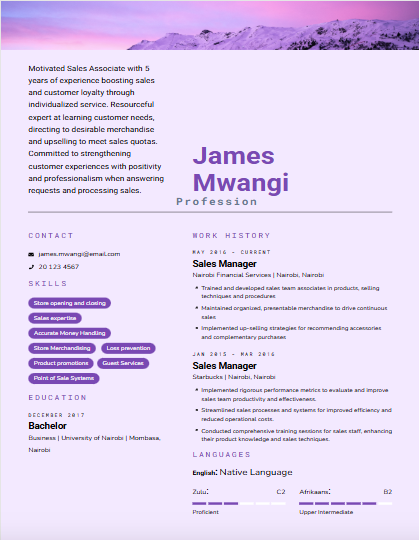 Motivated Sales Associate with 5
years of experience boosting sales
and customer loyalty through
individualized service. Resourceful
expert at learning customer needs,
directing to desirable merchandise
and upselling to meet sales quotas.
Committed to strengthening
customer experiences with positivity
and professionalism when answering
requests and processing sales.
James
Mwangi
Profession
CONTACT
james.mwangi@email.com
20 123 4567
SKILLS
Store opening and closing
Sales expertise
Accurate Money Handling
Store Merchandising
Loss prevention
Product promotions
Guest Services
Point of Sale Systems
EDUCATION
DECEMBER 2017
Bachelor
Business | University of Nairobi | Mombasa,
Nairobi
WORK HISTORY
MAY 2016 - CURRENT
Sales Manager
Nairobi Financial Services | Nairobi, Nairobi
• Trained and developed sales team associates in products, selling
techniques and procedures
• Maintained organized, presentable merchandise to drive continuous
sales
• Implemented up-selling strategies for recommending accessories
and complementary purchases
JAN 2015 - MAR 2016
Sales Manager
Starbucks | Nairobi, Nairobi
• Implemented rigorous performance metrics to evaluate and improve
sales team productivity and effectiveness.
• Streamlined sales processes and systems for improved efficiency and
reduced operational costs.
• Conducted comprehensive training sessions for sales staff, enhancing
their product knowledge and sales techniques.
LANGUAGES
English: Native Language
Zulu: C2
Proficient
Afrikaans: B2
Upper Intermediate